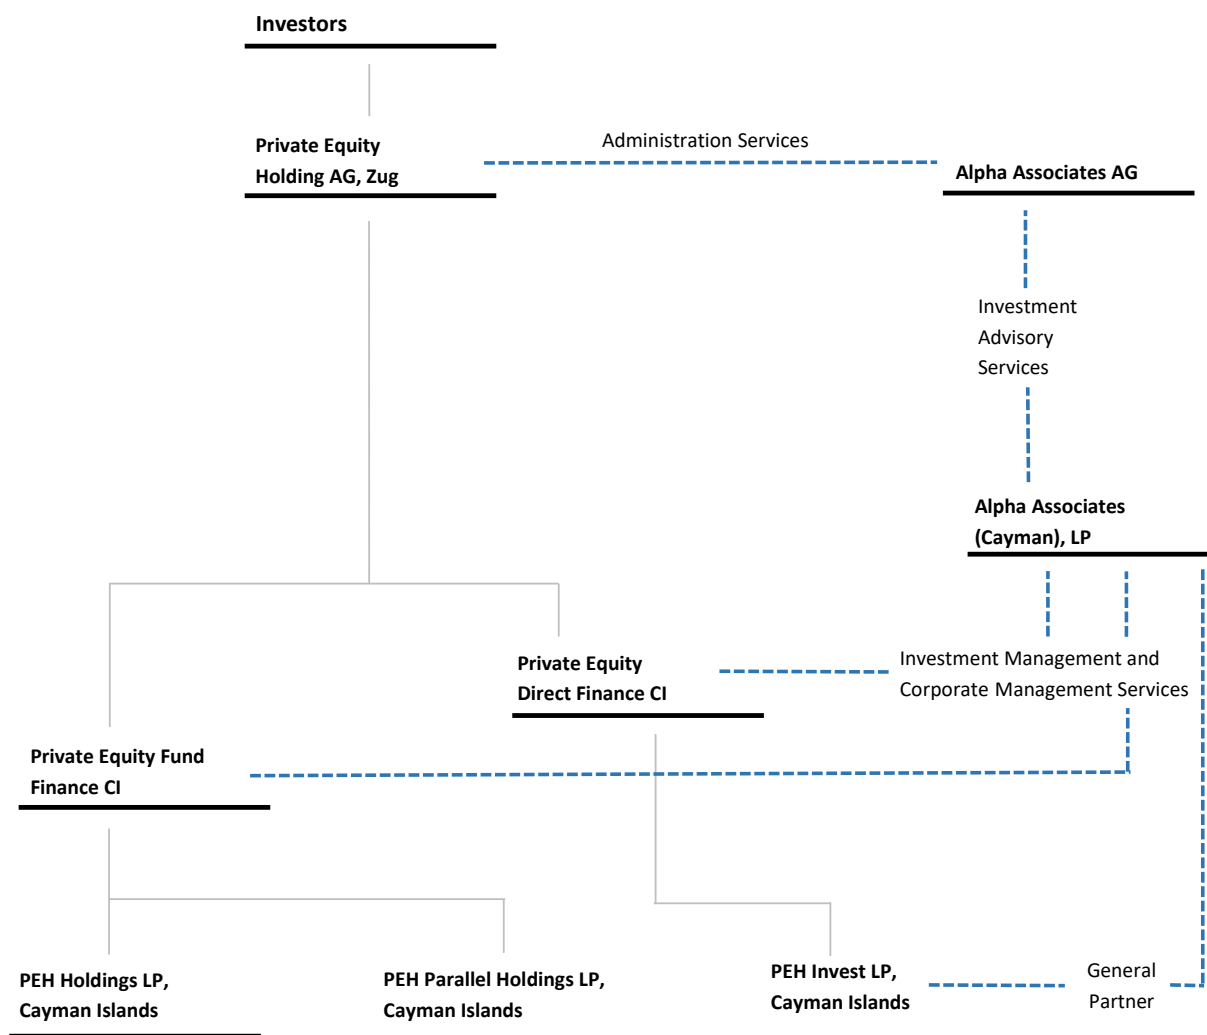 Investors
Private Equity
Holding AG, Zug
Administration Services
Alpha Associates AG
Investment
Advisory
Services
Alpha Associates
(Cayman), LP
Private Equity
Direct Finance CI
Investment Management and
Corporate Management Services
Private Equity Fund
Finance CI
PEH Holdings LP,
Cayman Islands
PEH Parallel Holdings LP,
Cayman Islands
PEH Invest LP,
Cayman Islands
General
Partner